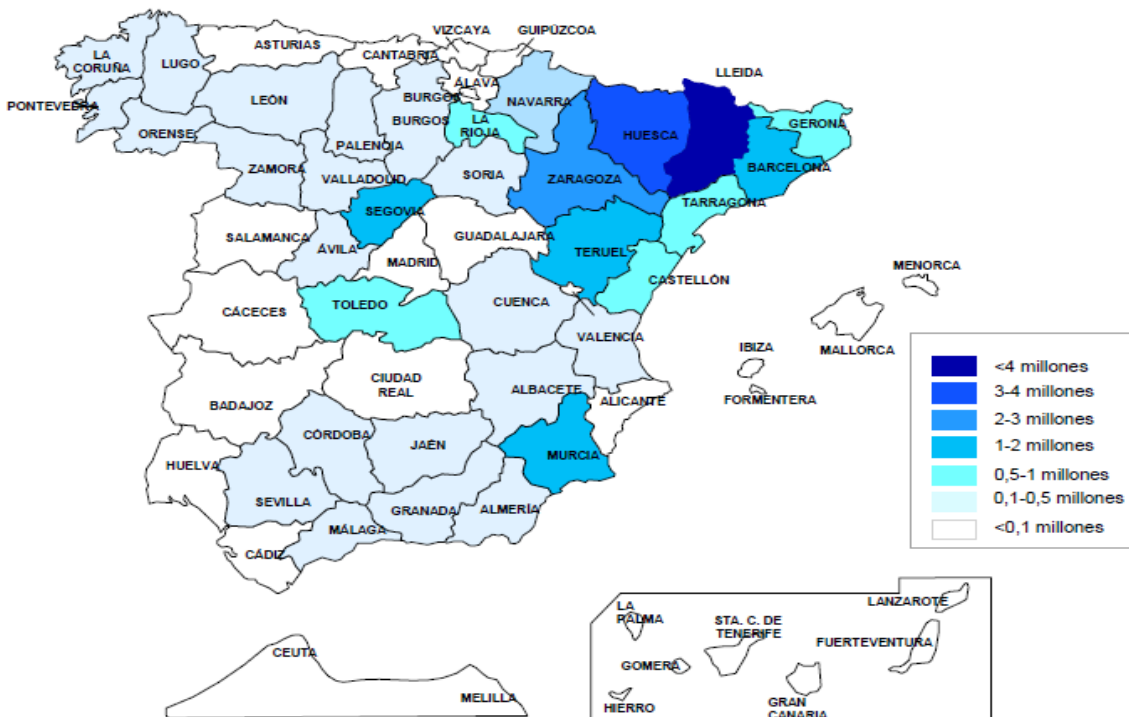 VIZCAYA
GUIPÚZCOA
ASTURIAS
CANTABRIA
LA
CORUÑA
LUGO
LLEIDA
ÁLAVA
PONTEVEDRA
LEÓN
BURGOS
NAVARRA
BURGOS
LA
RIOJA
HUESCA
GERONA
ORENSE
PALENCIA
ZAMORA
VALLADOLID
SORIA
ZARAGOZA
BARCELONA
SEGOVIA
TARRAGONA
SALAMANCA
ÁVILA
GUADALAJARA
MADRID
TERUEL
CASTELLÓN
MENORCA
CÁCECES
TOLEDO
CUENCA
VALENCIA
IBIZA
MALLORCA
CIUDAD
REAL
ALBACETE
ALICANTE
FORMENTERA
BADAJOZ
CÓRDOBA
JAÉN
MURCIA
HUELVA
SEVILLA
GRANADA
ALMERÍA
MÁLAGA
CÁDIZ
<4 millones
3-4 millones
2-3 millones
1-2 millones
0,5-1 millones
0,1-0,5 millones
<0,1 millones
CEUTA
MELILLA
LA
PALMA
STA. C. DE
TENERIFE
LANZAROTE
FUERTEVENTURA
GOMERA
HIERRO
GRAN
CANARIA